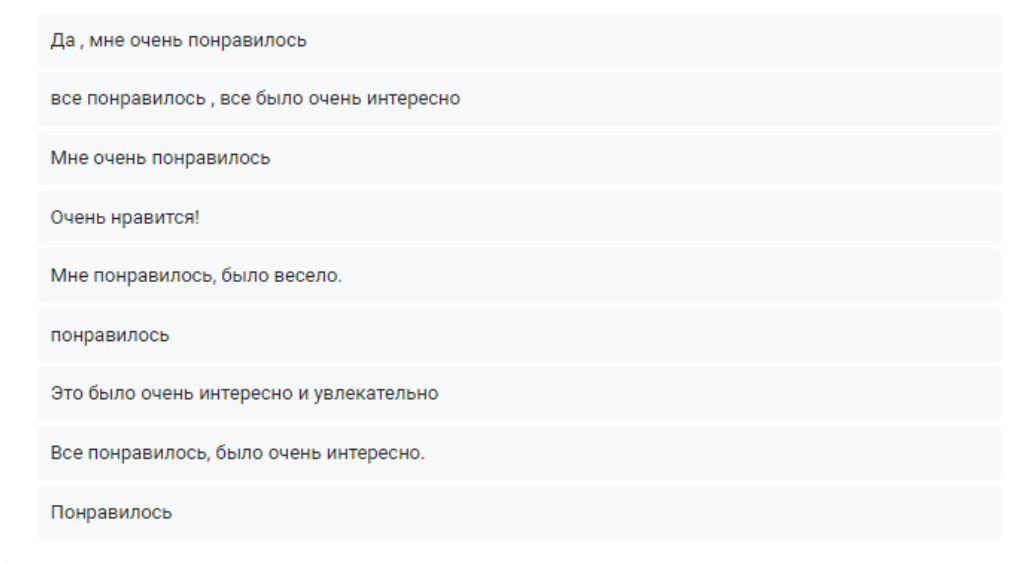 Да , мне очень понравилось
все понравилось , все было очень интересно
Мне очень понравилось
Очень нравится!
Мне понравилось, было весело.
понравилось
Это было очень интересно и увлекательно
Все понравилось, было очень интересно.
Понравилось